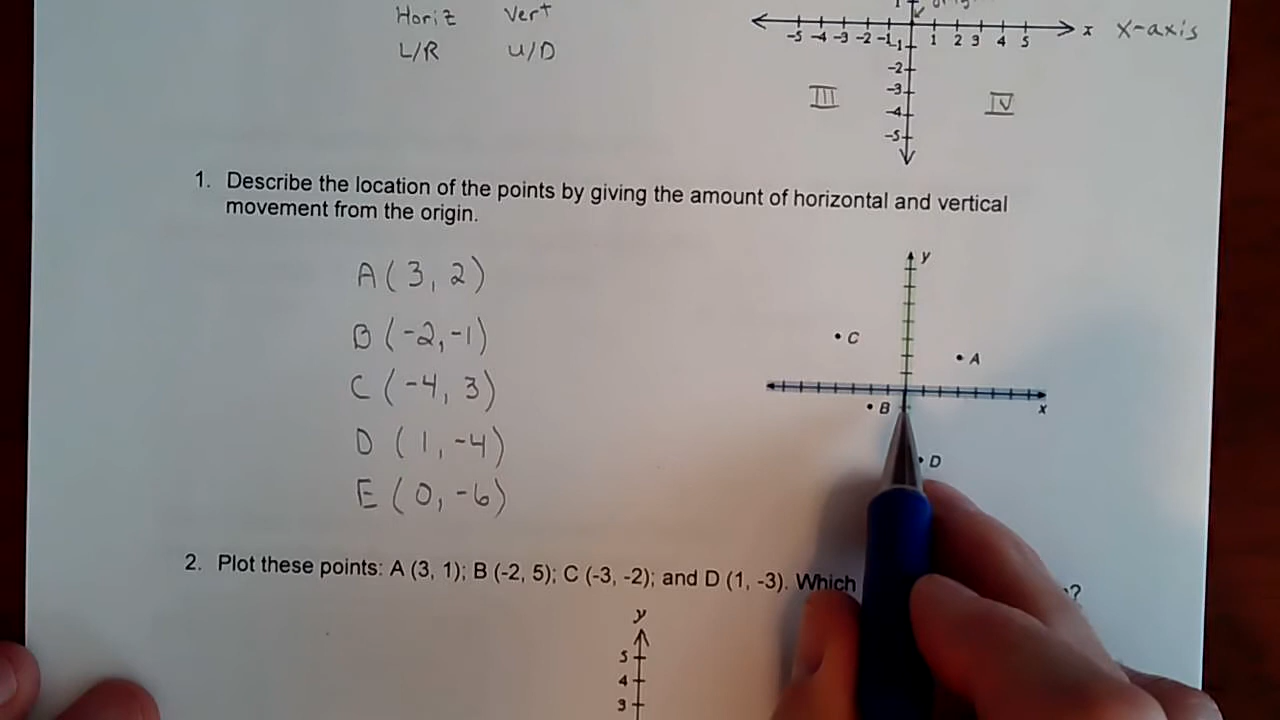 Horiz Vert
L/R U/D
1
-5 -4 -3 -2 -1 1 2 3 4 5 x x-axis
-1
-2
-3
-4
-5
III IV
1. Describe the location of the points by giving the amount of horizontal and vertical
movement from the origin.
A (3, 2)
B (-2, -1)
C (-4, 3)
D (1, -4)
E (0, -6)
y
C
A
B
x
D
2. Plot these points: A (3, 1); B (-2, 5); C (-3, -2); and D (1, -3). Which ?
y
5
4
3